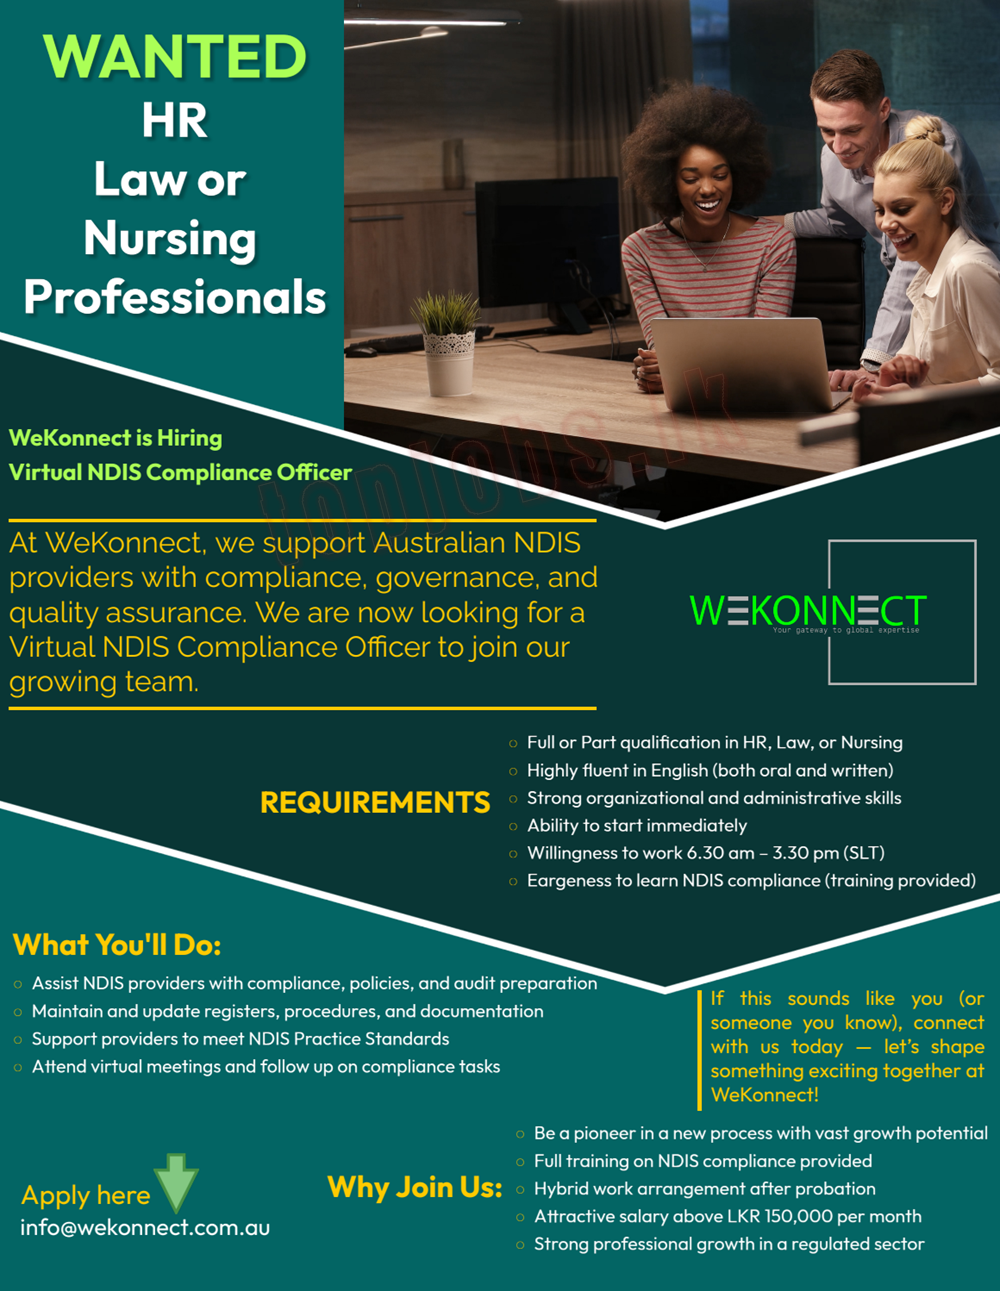 WANTED
HR
Law or
Nursing
Professionals
WeKonnect is Hiring
Virtual NDIS Compliance Officer
topjobs.lk
At WeKonnect, we support Australian NDIS
providers with compliance, governance, and
quality assurance. We are now looking for a
Virtual NDIS Compliance Officer to join our
growing team.
WEKONNECT
Your gateway to global expertise
REQUIREMENTS
○ Full or Part qualification in HR, Law, or Nursing
○ Highly fluent in English (both oral and written)
○ Strong organizational and administrative skills
○ Ability to start immediately
○ Willingness to work 6.30 am – 3.30 pm (SLT)
○ Eargeness to learn NDIS compliance (training provided)
What You'll Do:
○ Assist NDIS providers with compliance, policies, and audit preparation
○ Maintain and update registers, procedures, and documentation
○ Support providers to meet NDIS Practice Standards
○ Attend virtual meetings and follow up on compliance tasks
If this sounds like you (or
someone you know), connect
with us today — let's shape
something exciting together at
WeKonnect!
Why Join Us:
○ Be a pioneer in a new process with vast growth potential
○ Full training on NDIS compliance provided
○ Hybrid work arrangement after probation
○ Attractive salary above LKR 150,000 per month
○ Strong professional growth in a regulated sector
Apply here
info@wekonnect.com.au